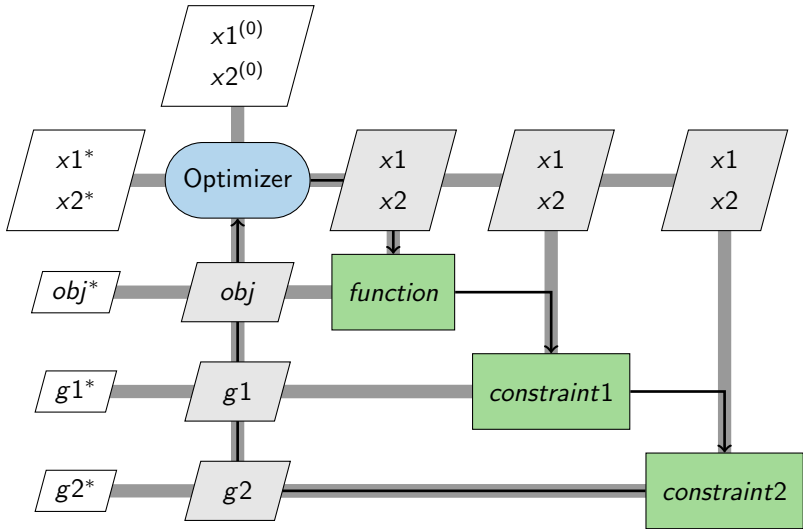 x1⁽⁰⁾
x2⁽⁰⁾
x1*
x2*
Optimizer
x1
x2
x1
x2
x1
x2
obj*
obj
function
g1*
g1
constraint1
g2*
g2
constraint2